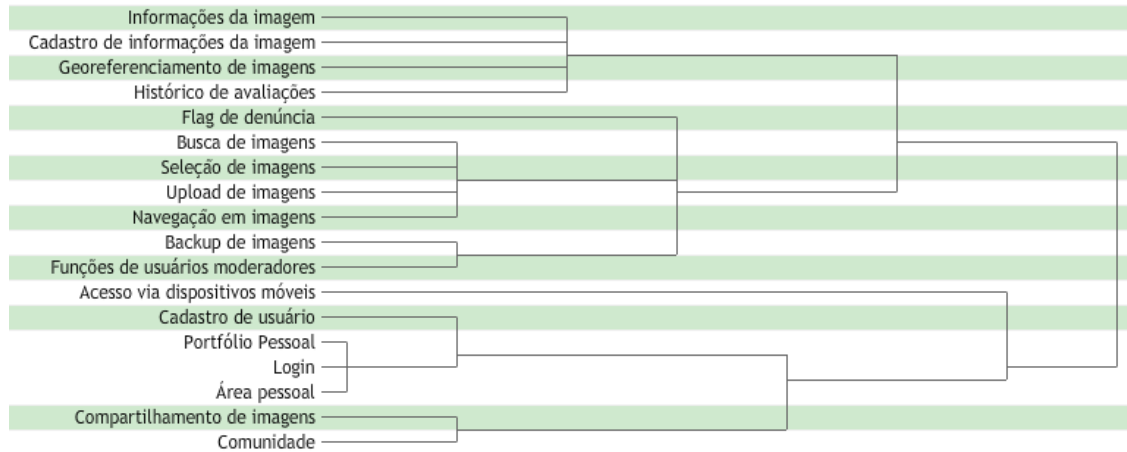 Informações da imagem
Cadastro de informações da imagem
Georeferenciamento de imagens
Histórico de avaliações
Flag de denúncia
Busca de imagens
Seleção de imagens
Upload de imagens
Navegação em imagens
Backup de imagens
Funções de usuários moderadores
Acesso via dispositivos móveis
Cadastro de usuário
Portfólio Pessoal
Login
Área pessoal
Compartilhamento de imagens
Comunidade